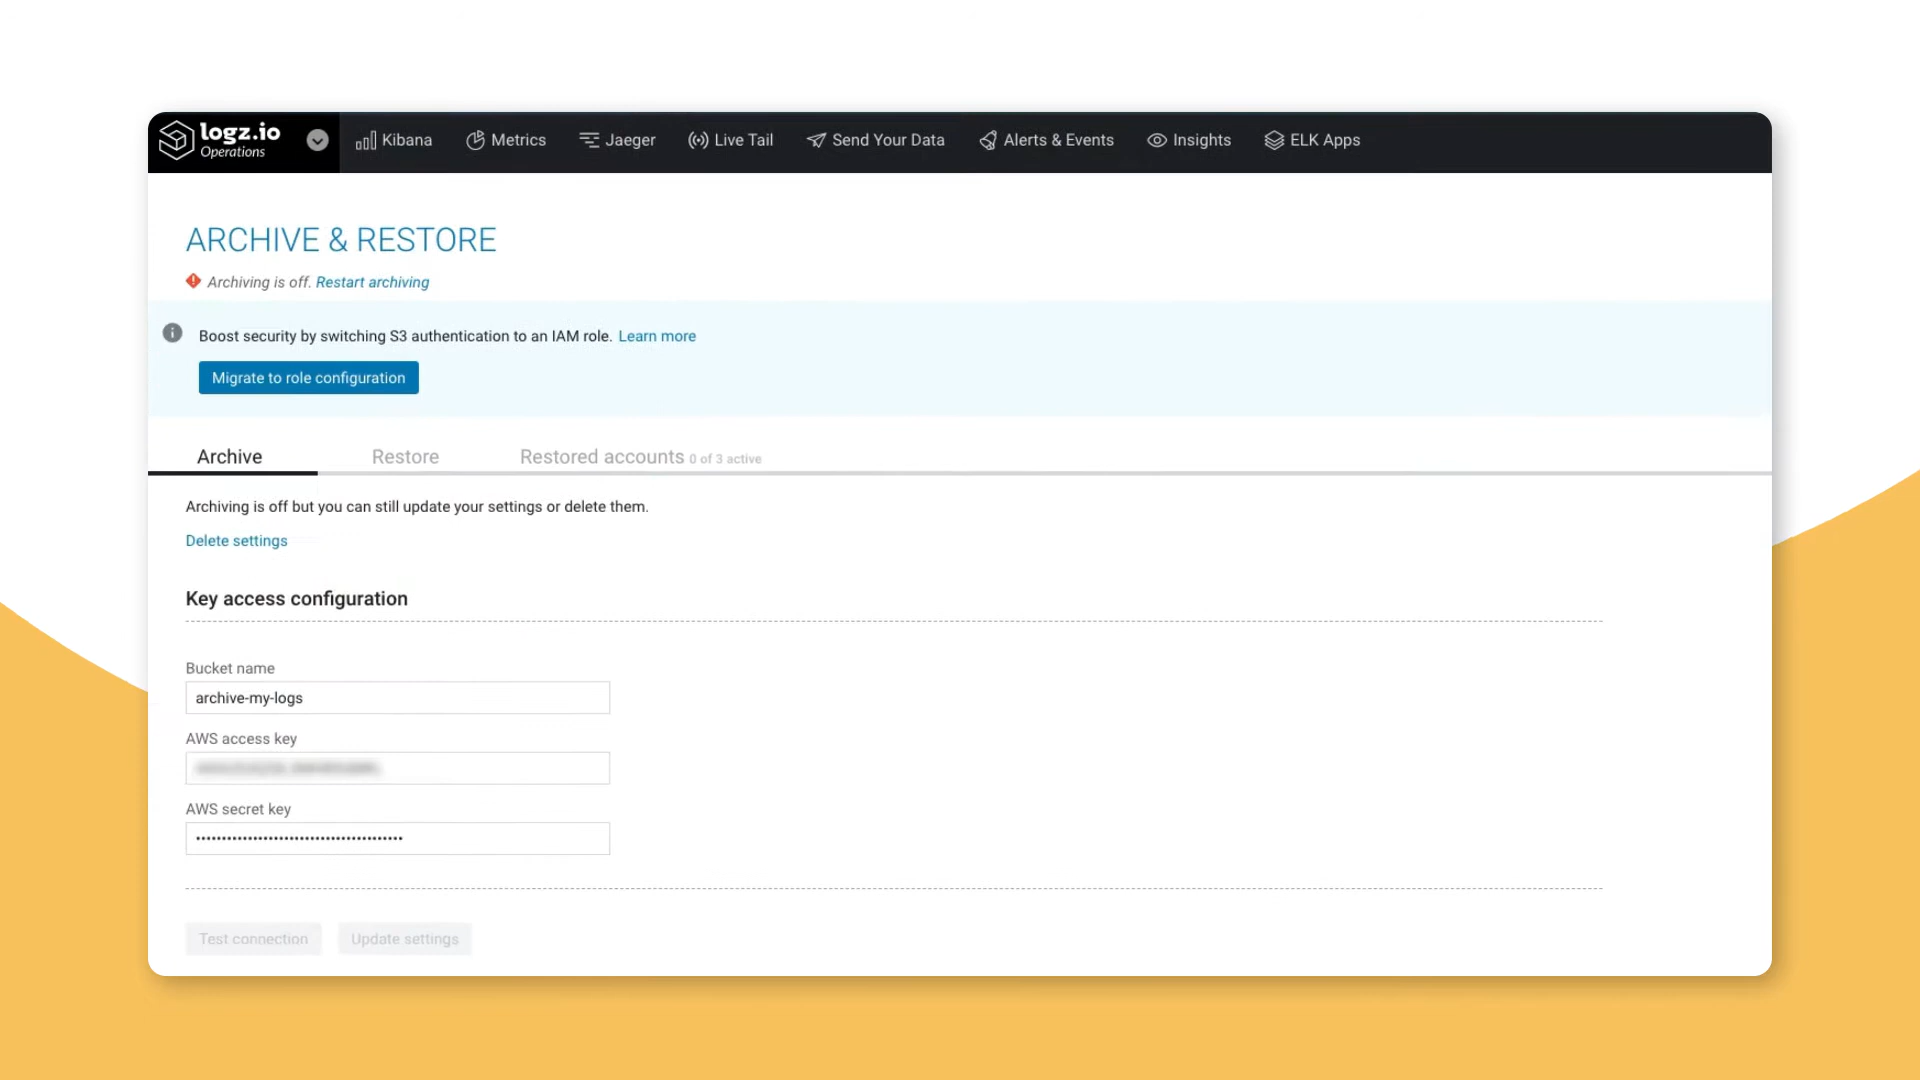 logz.io
Operations
Kibana
Metrics
Jaeger
Live Tail
Send Your Data
Alerts & Events
Insights
ELK Apps
ARCHIVE & RESTORE
Archiving is off. Restart archiving
Boost security by switching S3 authentication to an IAM role. Learn more
Migrate to role configuration
Archive
Restore
Restored accounts 0 of 3 active
Archiving is off but you can still update your settings or delete them.
Delete settings
Key access configuration
Bucket name
archive-my-logs
AWS access key
AWS secret key
Test connection
Update settings